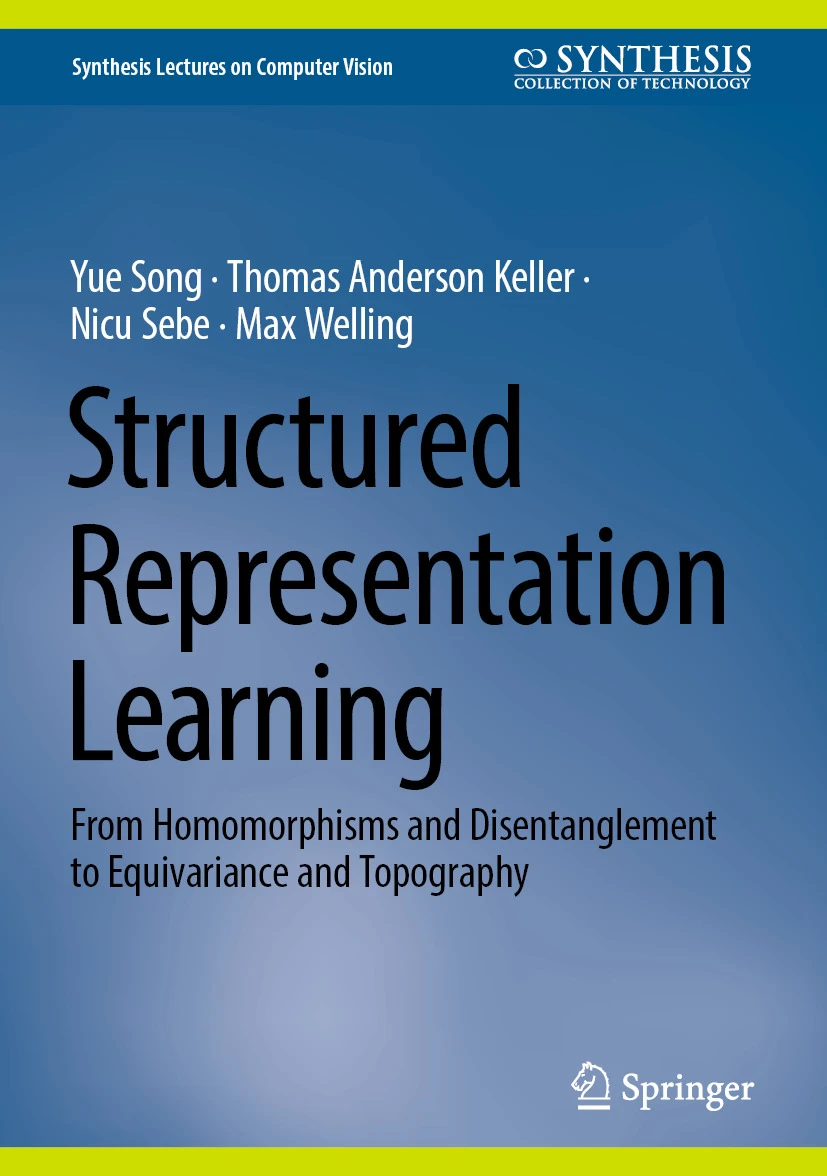 Synthesis Lectures on Computer Vision
SYNTHESIS
COLLECTION OF TECHNOLOGY
Yue Song · Thomas Anderson Keller ·
Nicu Sebe · Max Welling
Structured
Representation
Learning
From Homomorphisms and Disentanglement
to Equivariance and Topography
Springer